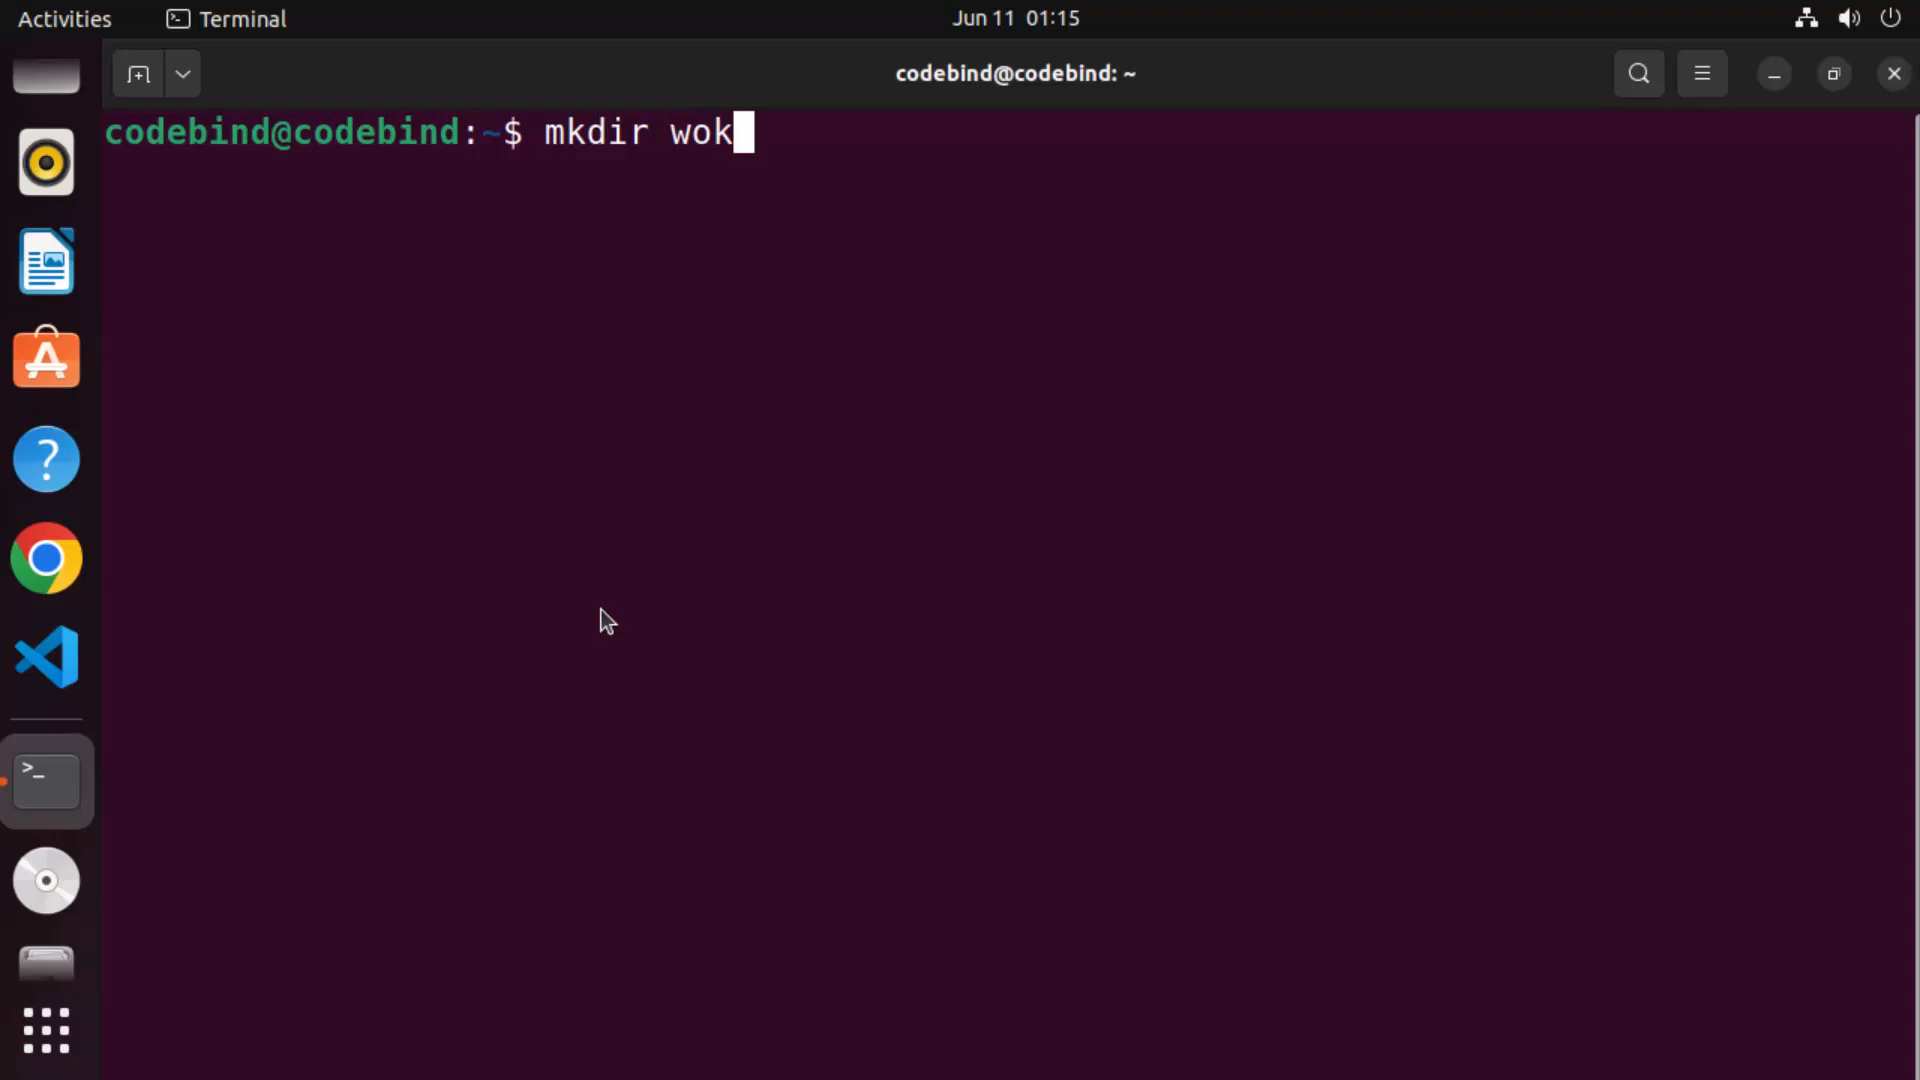 Activities Terminal Jun 11 01:15
codebind@codebind: ~
codebind@codebind:~$ mkdir wok